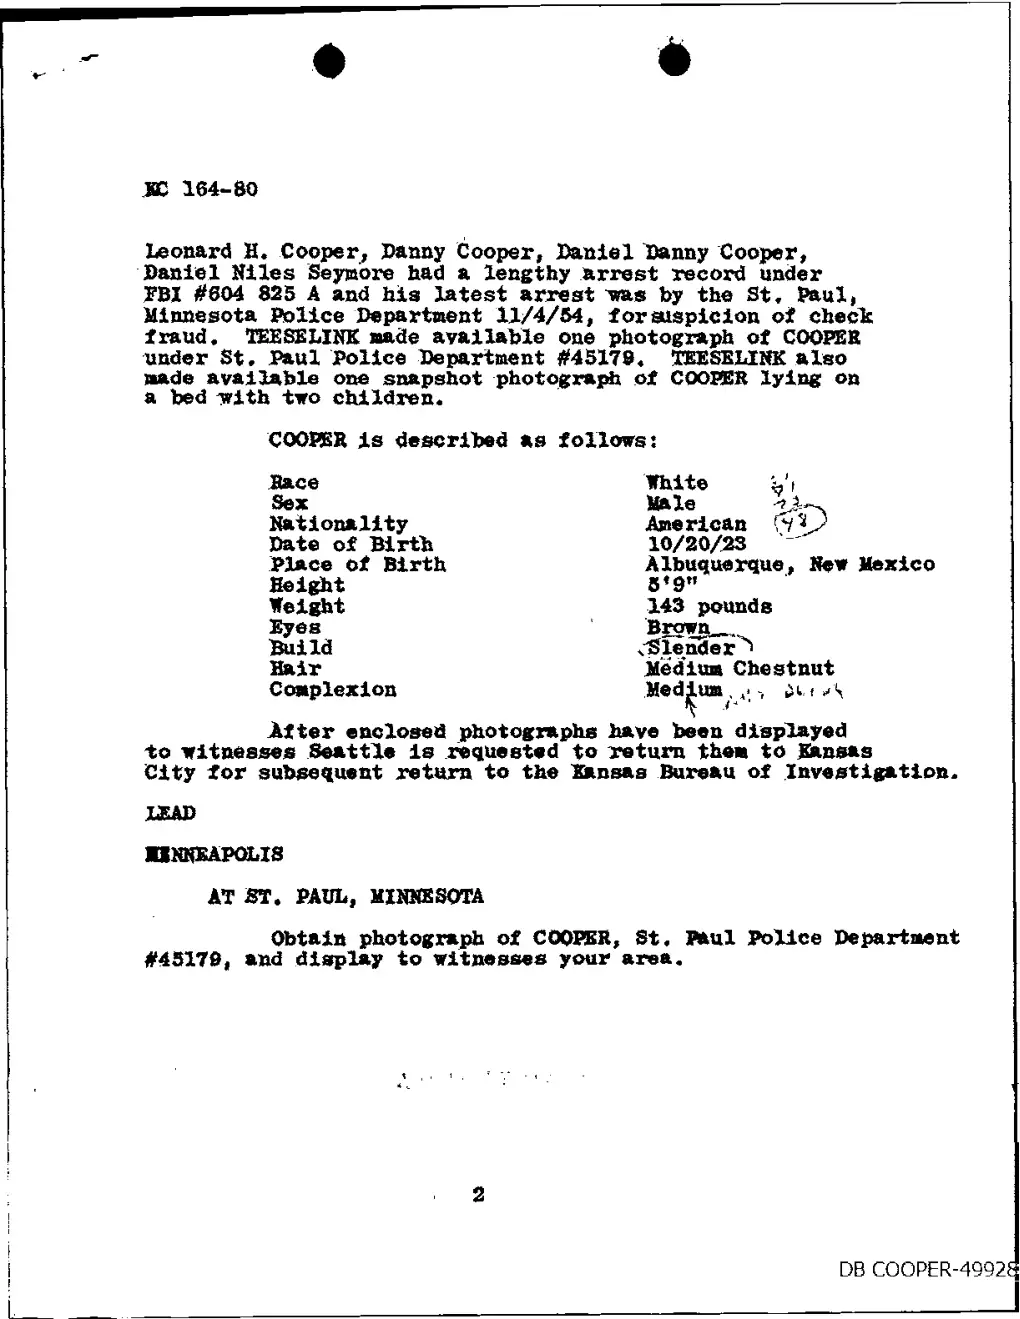 KC 164-80
Leonard H. Cooper, Danny Cooper, Daniel Danny Cooper,
Daniel Niles Seymore had a lengthy arrest record under
FBI #604 825 A and his latest arrest was by the St. Paul,
Minnesota Police Department 11/4/54, for suspicion of check
fraud. TEESELINK made available one photograph of COOPER
under St. Paul Police Department #45179. TEESELINK also
made available one snapshot photograph of COOPER lying on
a bed with two children.
COOPER is described as follows:
Race White
Sex Male
Nationality American 48
Date of Birth 10/20/23
Place of Birth Albuquerque, New Mexico
Height 5'9"
Weight 143 pounds
Eyes Brown
Build Slender
Hair Medium Chestnut
Complexion Medium
After enclosed photographs have been displayed
to witnesses Seattle is requested to return them to Kansas
City for subsequent return to the Kansas Bureau of Investigation.
LEAD
MINNEAPOLIS
AT ST. PAUL, MINNESOTA
Obtain photograph of COOPER, St. Paul Police Department
#45179, and display to witnesses your area.
2
DB COOPER-49928